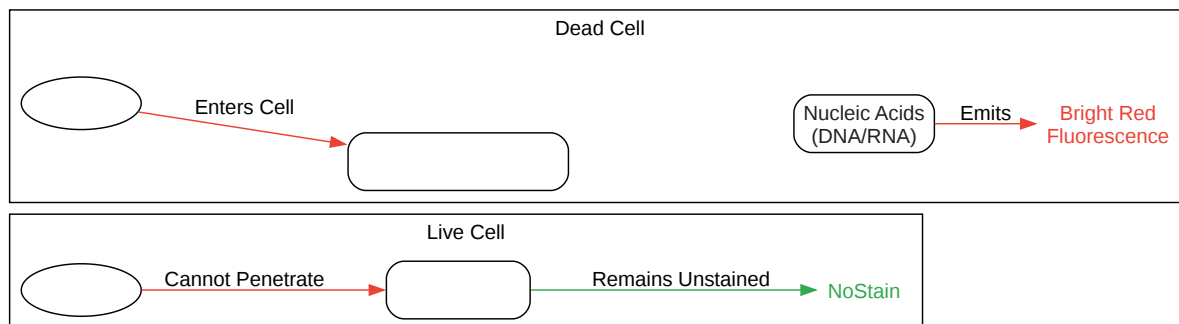 Dead Cell
Enters Cell
Nucleic Acids
(DNA/RNA)
Emits
Bright Red
Fluorescence
Live Cell
Cannot Penetrate
Remains Unstained
NoStain